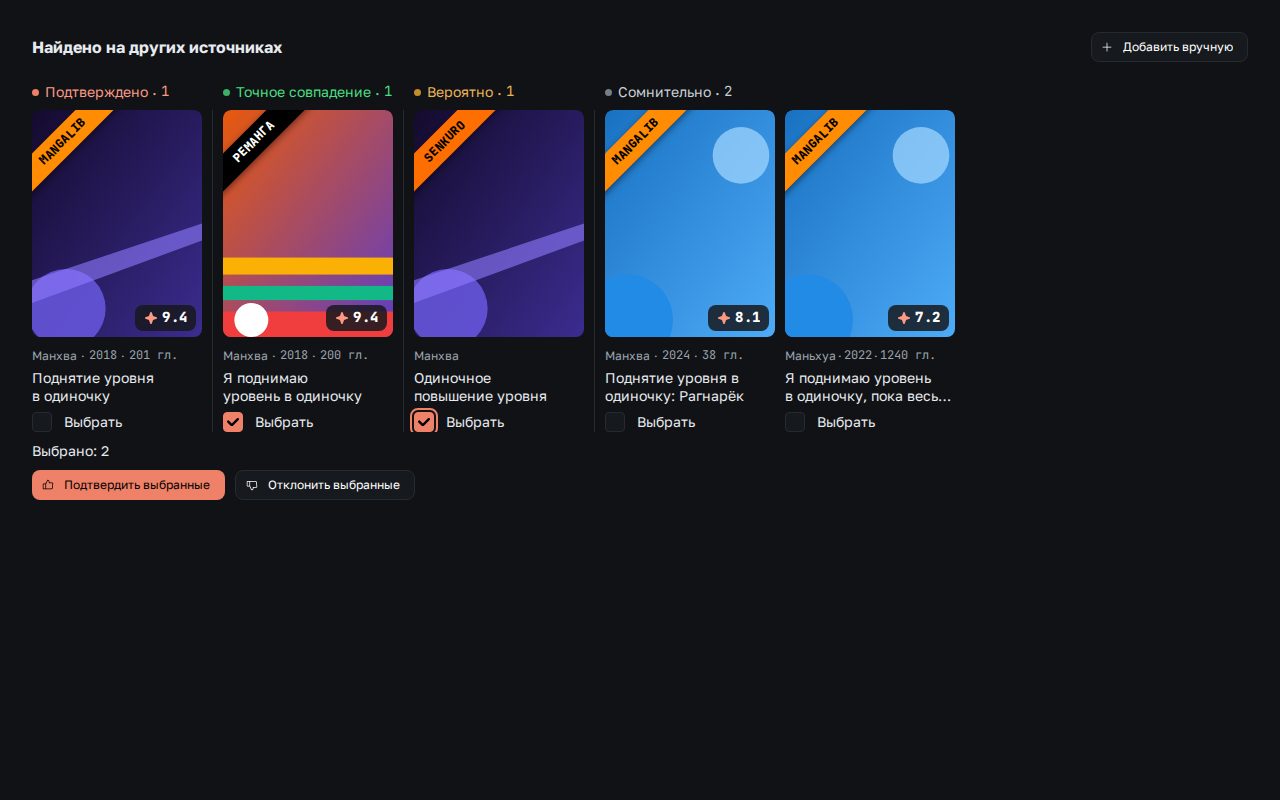 Найдено на других источниках
Добавить вручную
Подтверждено · 1
Точное совпадение · 1
Вероятно · 1
Сомнительно · 2
MANGALIB
РЕМАНГА
SENKURO
MANGALIB
MANGALIB
9.4
9.4
8.1
7.2
Манхва · 2018 · 201 гл.
Манхва · 2018 · 200 гл.
Манхва
Манхва · 2024 · 38 гл.
Маньхуа · 2022 · 1240 гл.
Поднятие уровня
в одиночку
Я поднимаю
уровень в одиночку
Одиночное
повышение уровня
Поднятие уровня в
одиночку: Рагнарёк
Я поднимаю уровень
в одиночку, пока весь…
Выбрать
Выбрать
Выбрать
Выбрать
Выбрать
Выбрано: 2
Подтвердить выбранные
Отклонить выбранные